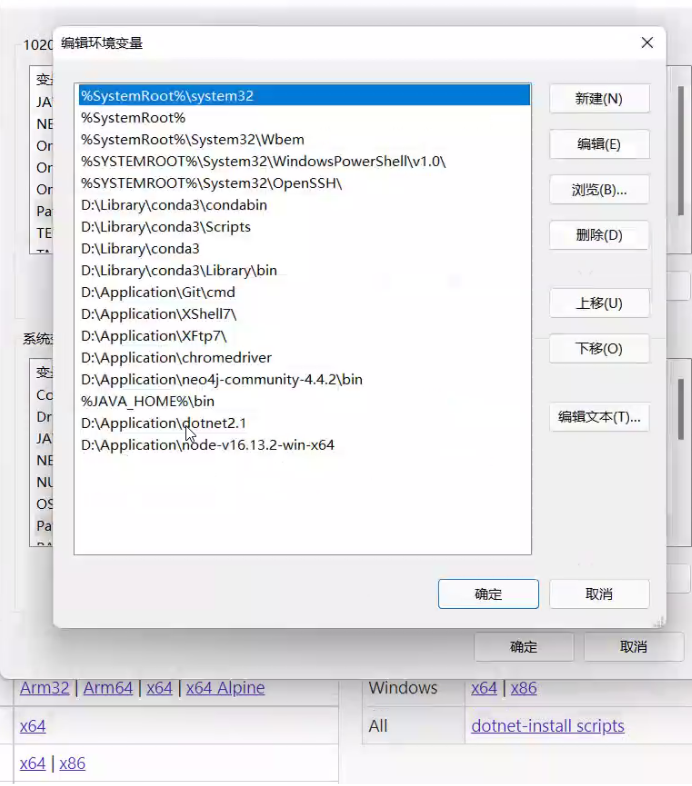 编辑环境变量
1020
变
JA
NE
Or
Or
Or
Pa
TE
%SystemRoot%\system32
%SystemRoot%
%SystemRoot%\System32\Wbem
%SYSTEMROOT%\System32\WindowsPowerShell\v1.0\
%SYSTEMROOT%\System32\OpenSSH\
D:\Library\conda3\condabin
D:\Library\conda3\Scripts
D:\Library\conda3
D:\Library\conda3\Library\bin
D:\Application\Git\cmd
D:\Application\XShell7\
D:\Application\XFtp7\
D:\Application\chromedriver
D:\Application\neo4j-community-4.4.2\bin
%JAVA_HOME%\bin
D:\Application\dotnet2.1
D:\Application\node-v16.13.2-win-x64
新建(N)
编辑(E)
浏览(B)...
删除(D)
上移(U)
下移(O)
编辑文本(T)...
系统
变
Co
Dr
JA
NE
NU
OS
Pa
确定 取消
确定 取消
Arm32 | Arm64 | x64 | x64 Alpine
x64
x64 | x86
Windows x64 | x86
All dotnet-install scripts